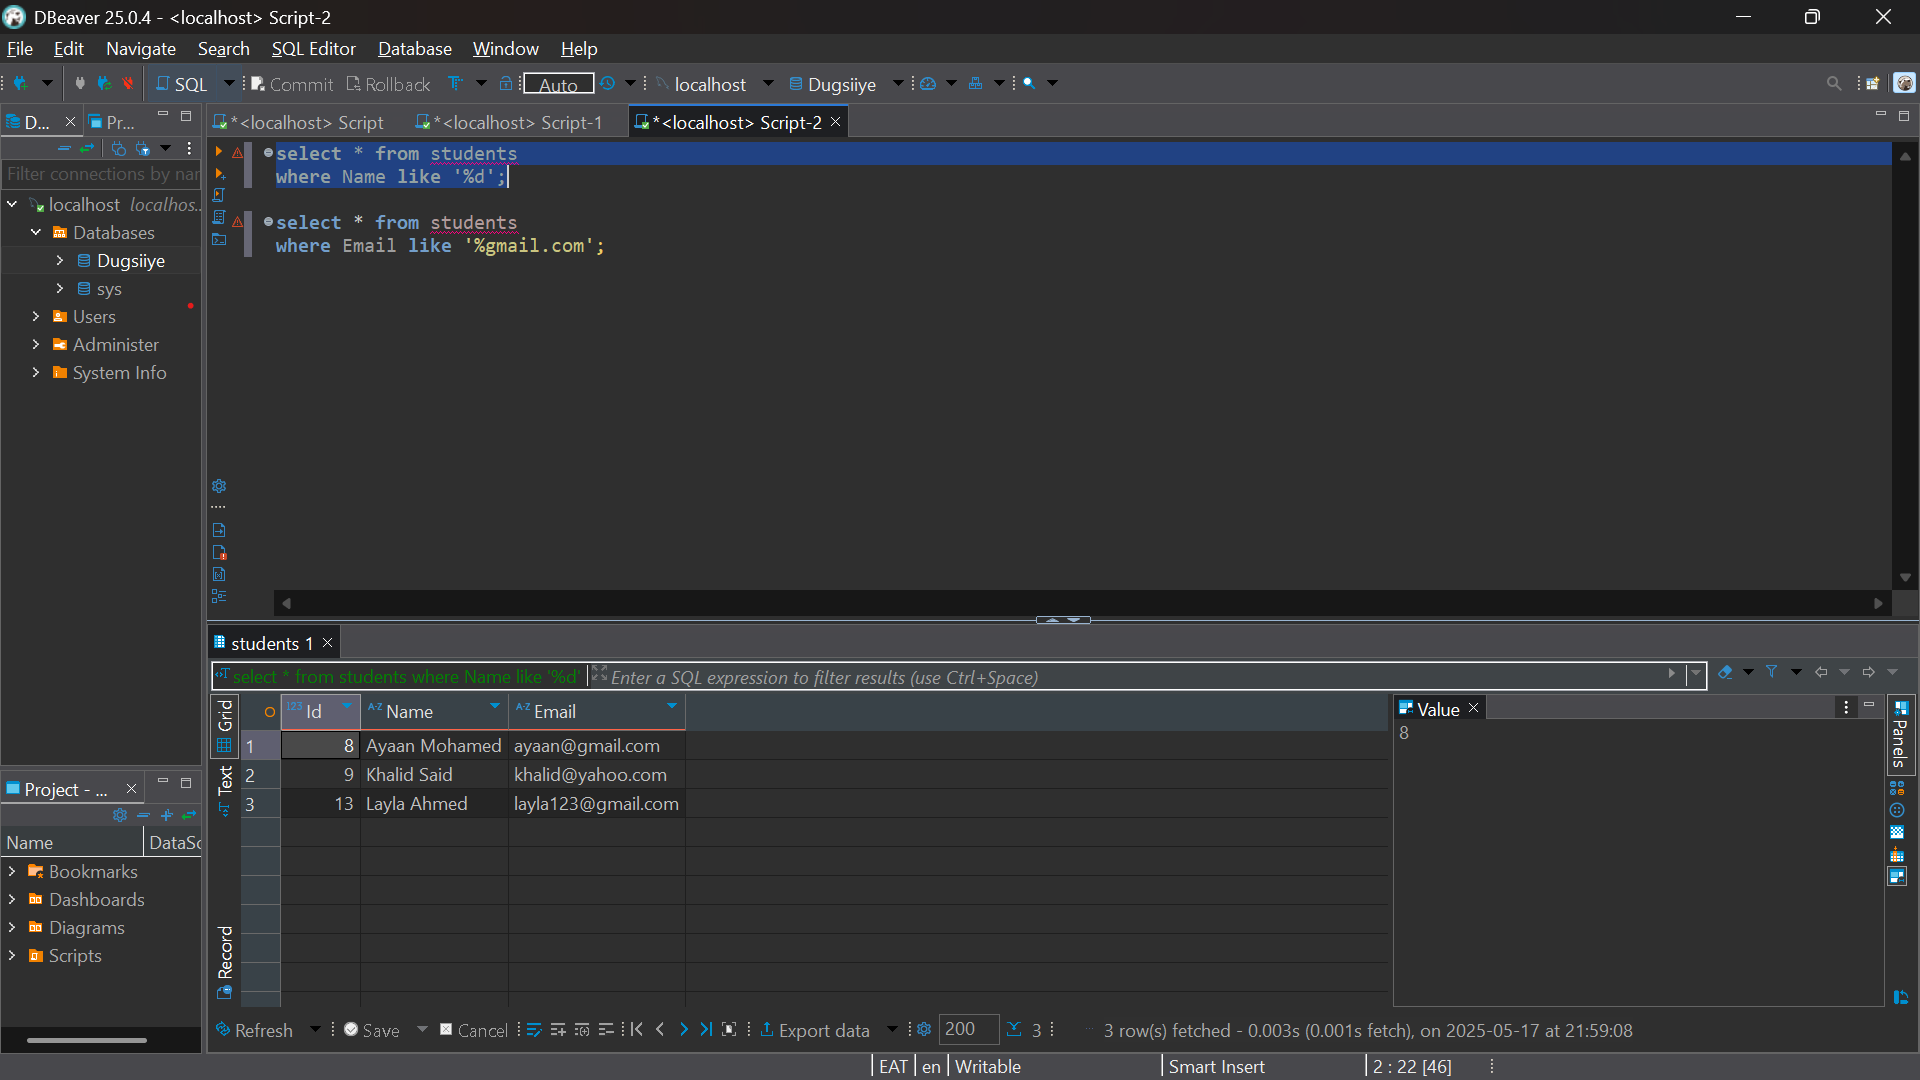 DBeaver 25.0.4 - <localhost> Script-2
File Edit Navigate Search SQL Editor Database Window Help
SQL Commit Rollback Auto localhost Dugsiiye
D... Pr... *<localhost> Script *<localhost> Script-1 *<localhost> Script-2
Filter connections by nar
localhost localhos...
Databases
Dugsiiye
sys
Users
Administer
System Info
select * from students
where Name like '%d';
select * from students
where Email like '%gmail.com';
students 1
select * from students where Name like '%d' Enter a SQL expression to filter results (use Ctrl+Space)
Grid
Text
Record
123 Id A-Z Name A-Z Email
1 8 Ayaan Mohamed ayaan@gmail.com
2 9 Khalid Said khalid@yahoo.com
3 13 Layla Ahmed layla123@gmail.com
Value
8
Panels
Project - ...
Name DataSc
Bookmarks
Dashboards
Diagrams
Scripts
Refresh Save Cancel Export data 200 3 3 row(s) fetched - 0.003s (0.001s fetch), on 2025-05-17 at 21:59:08
EAT en Writable Smart Insert 2 : 22 [46]